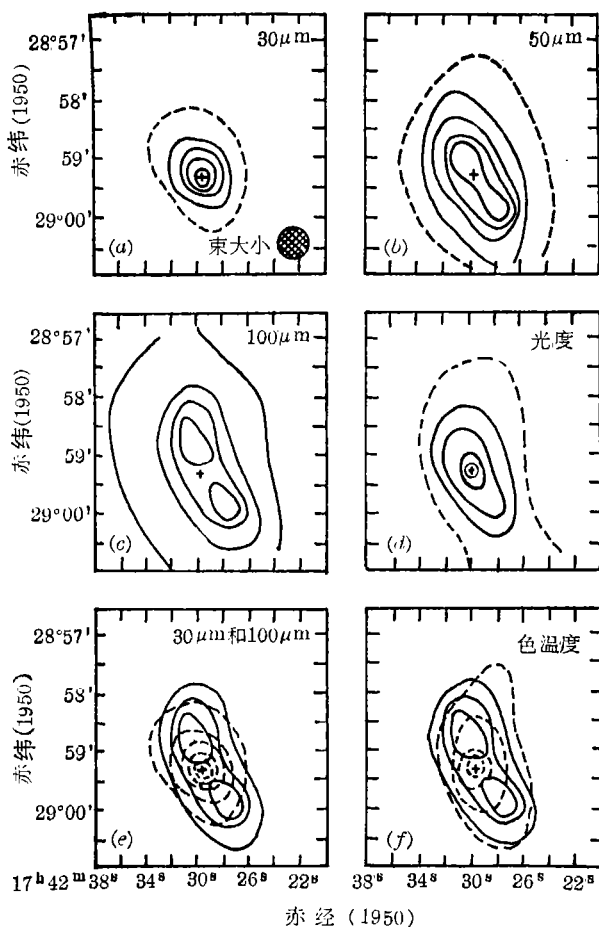 30μm
50μm
28°57'
58'
59'
29°00'
赤纬(1950)
(a)
束大小
(b)
100μm
光度
28°57'
58'
59'
29°00'
赤纬(1950)
(c)
(d)
30μm和100μm
色温度
28°57'
58'
59'
29°00'
赤纬(1950)
(e)
(f)
17ʰ42ᵐ38ˢ 34ˢ 30ˢ 26ˢ 22ˢ 38ˢ 34ˢ 30ˢ 26ˢ 22ˢ
赤经(1950)